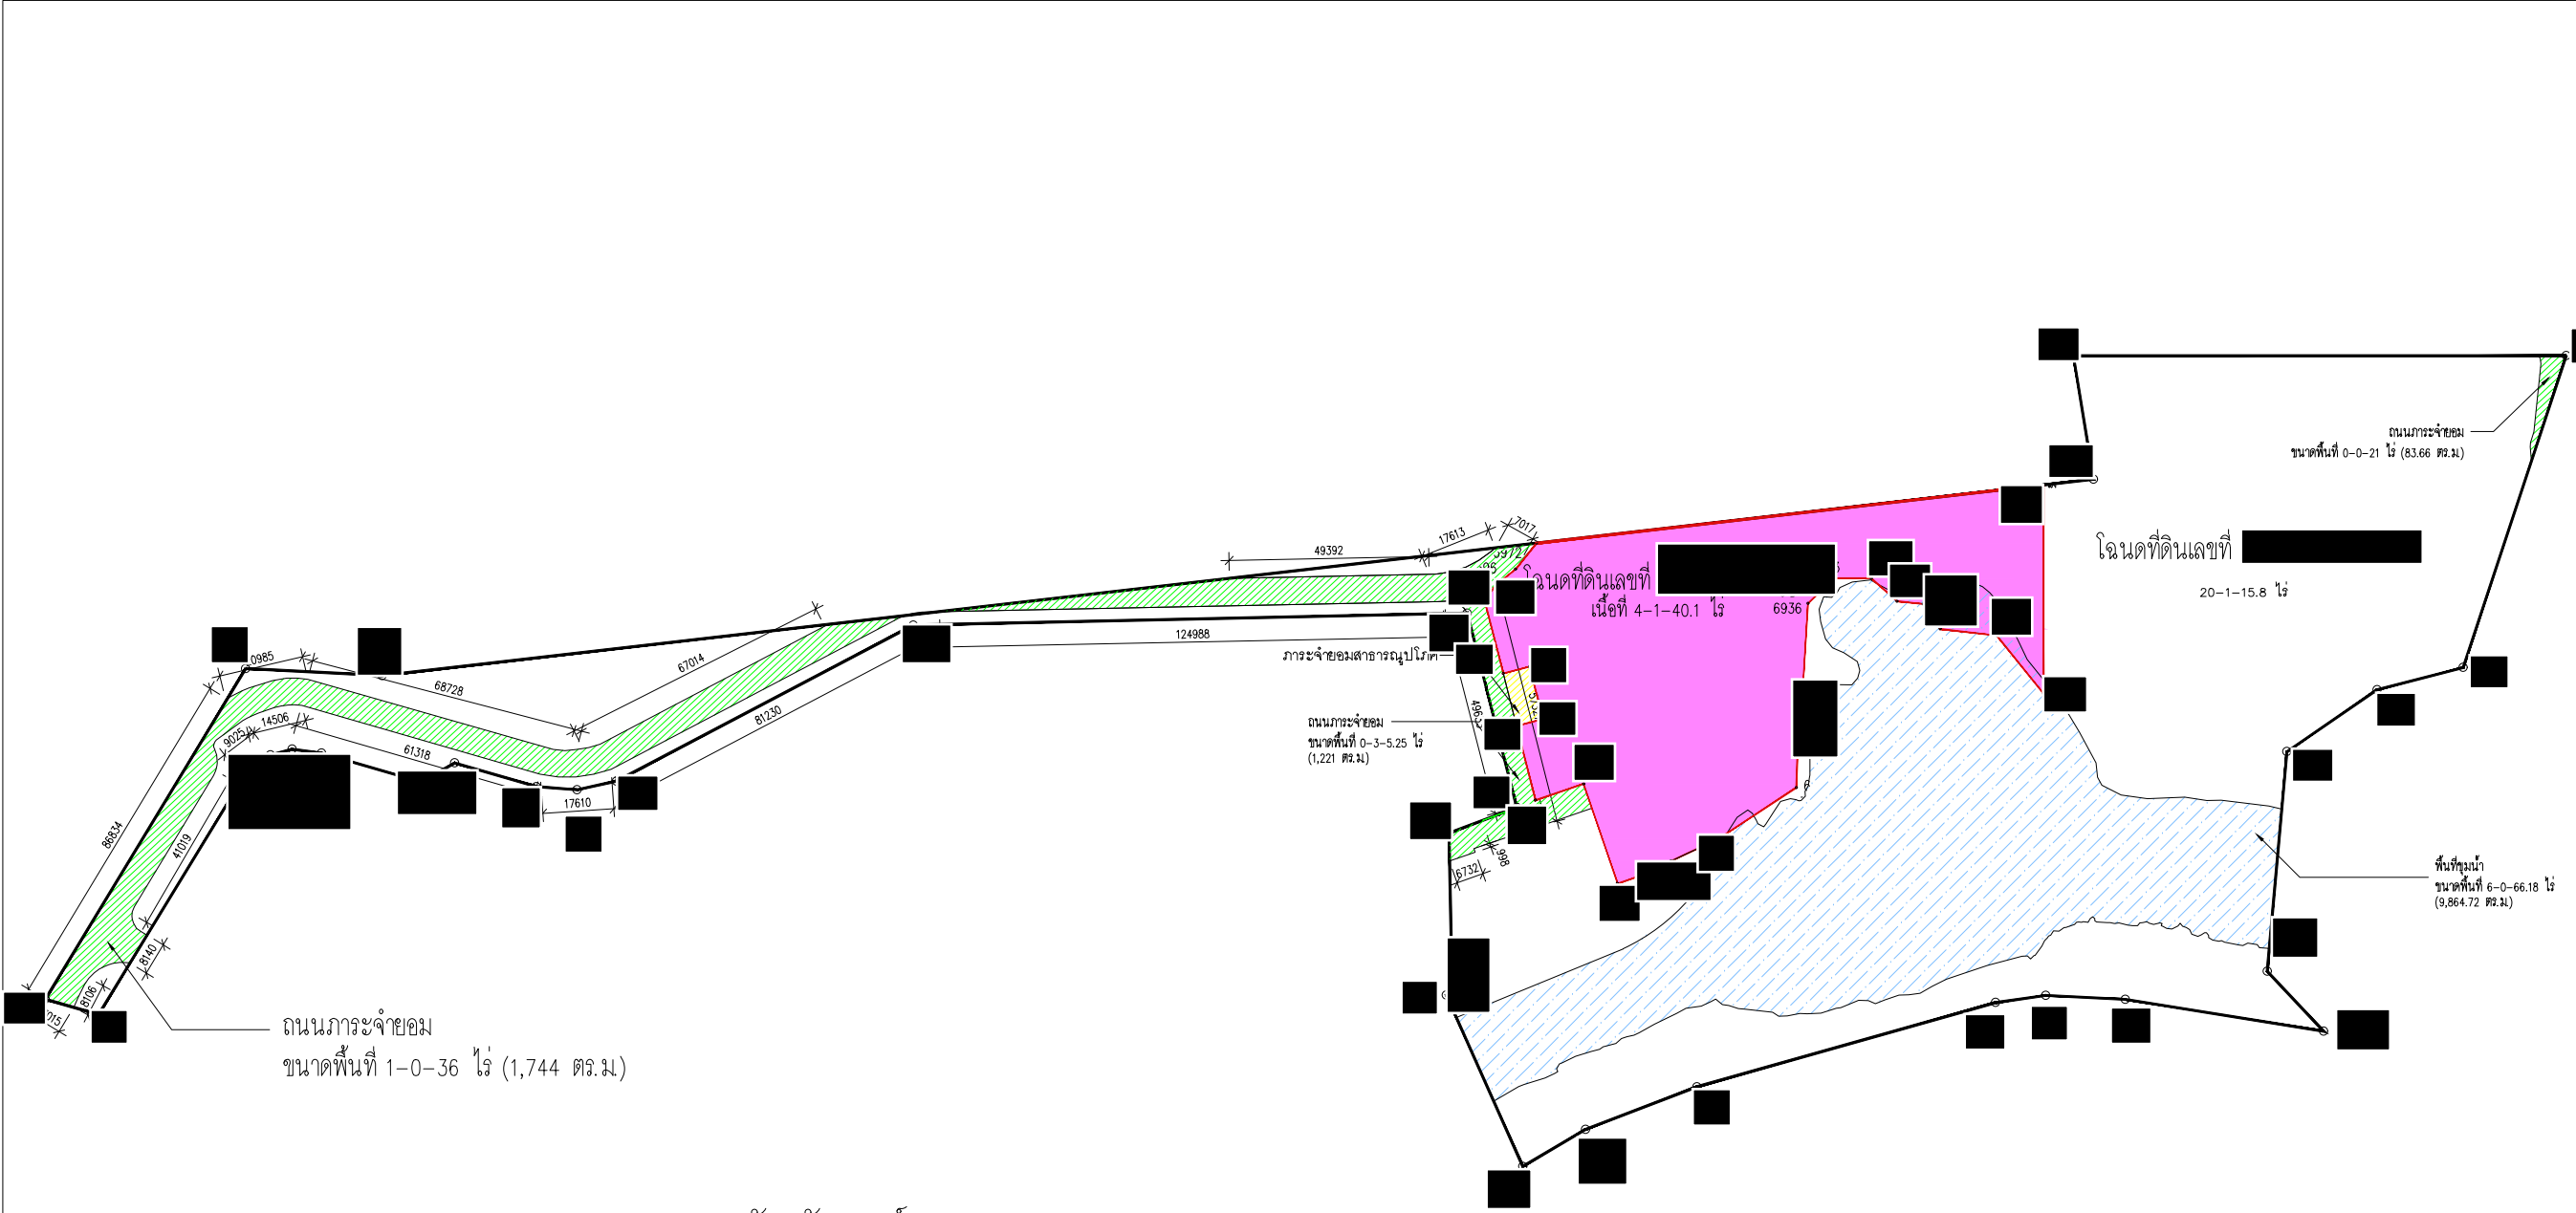 ถนนภาระจำยอม
ขนาดพื้นที่ 0-0-21 ไร่ (83.66 ตร.ม.)
7017
17613
49392
โฉนดที่ดินเลขที่
20-1-15.8 ไร่
โฉนดที่ดินเลขที่
เนื้อที่ 4-1-40.1 ไร่
6936
124988
ภาระจำยอมสาธารณูปโภค
67014
68728
81230
14506
9025
61318
17610
86834
41019
8140
8106
ถนนภาระจำยอม
ขนาดพื้นที่ 0-3-5.25 ไร่
(1,221 ตร.ม.)
998
6732
พื้นที่ชุมน้ำ
ขนาดพื้นที่ 6-0-66.18 ไร่
(9,864.72 ตร.ม.)
ถนนภาระจำยอม
ขนาดพื้นที่ 1-0-36 ไร่ (1,744 ตร.ม.)